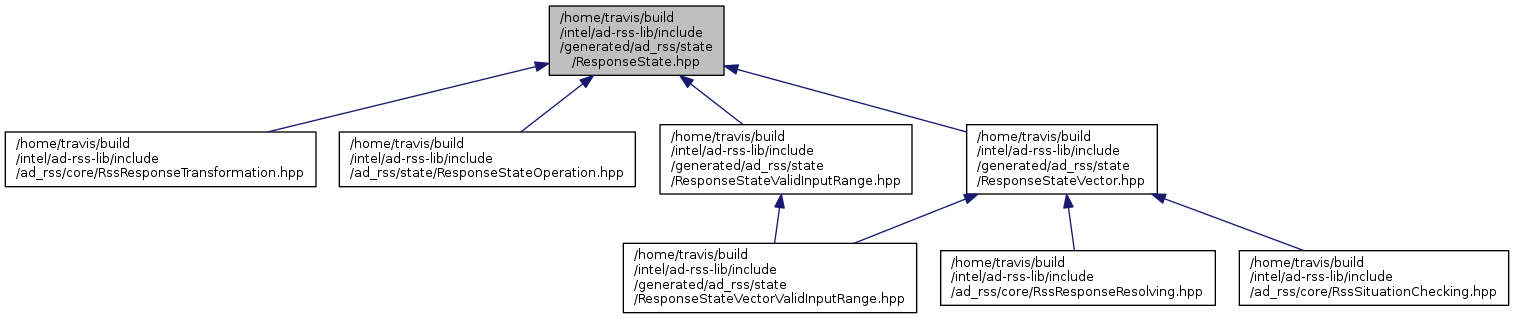 /home/travis/build
/intel/ad-rss-lib/include
/generated/ad_rss/state
/ResponseState.hpp
/home/travis/build
/intel/ad-rss-lib/include
/ad_rss/core/RssResponseTransformation.hpp
/home/travis/build
/intel/ad-rss-lib/include
/ad_rss/state/ResponseStateOperation.hpp
/home/travis/build
/intel/ad-rss-lib/include
/generated/ad_rss/state
/ResponseStateValidInputRange.hpp
/home/travis/build
/intel/ad-rss-lib/include
/generated/ad_rss/state
/ResponseStateVector.hpp
/home/travis/build
/intel/ad-rss-lib/include
/generated/ad_rss/state
/ResponseStateVectorValidInputRange.hpp
/home/travis/build
/intel/ad-rss-lib/include
/ad_rss/core/RssResponseResolving.hpp
/home/travis/build
/intel/ad-rss-lib/include
/ad_rss/core/RssSituationChecking.hpp